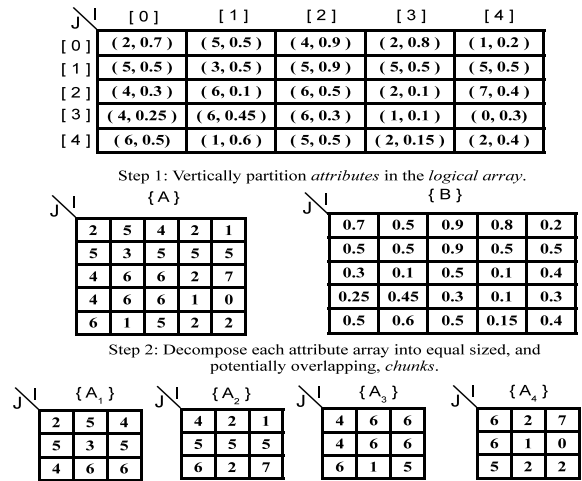 J I [ 0 ] [ 1 ] [ 2 ] [ 3 ] [ 4 ]
[ 0 ] ( 2, 0.7 ) ( 5, 0.5 ) ( 4, 0.9 ) ( 2, 0.8 ) ( 1, 0.2 )
[ 1 ] ( 5, 0.5 ) ( 3, 0.5 ) ( 5, 0.9 ) ( 5, 0.5 ) ( 5, 0.5 )
[ 2 ] ( 4, 0.3 ) ( 6, 0.1 ) ( 6, 0.5 ) ( 2, 0.1 ) ( 7, 0.4 )
[ 3 ] ( 4, 0.25 ) ( 6, 0.45 ) ( 6, 0.3 ) ( 1, 0.1 ) ( 0, 0.3)
[ 4 ] ( 6, 0.5) ( 1, 0.6 ) ( 5, 0.5 ) ( 2, 0.15 ) ( 2, 0.4 )
Step 1: Vertically partition attributes in the logical array.
J I { A }
2 5 4 2 1
5 3 5 5 5
4 6 6 2 7
4 6 6 1 0
6 1 5 2 2
J I { B }
0.7 0.5 0.9 0.8 0.2
0.5 0.5 0.9 0.5 0.5
0.3 0.1 0.5 0.1 0.4
0.25 0.45 0.3 0.1 0.3
0.5 0.6 0.5 0.15 0.4
Step 2: Decompose each attribute array into equal sized, and
potentially overlapping, chunks.
J I { A1 }
2 5 4
5 3 5
4 6 6
J I { A2 }
4 2 1
5 5 5
6 2 7
J I { A3 }
4 6 6
4 6 6
6 1 5
J I { A4 }
6 2 7
6 1 0
5 2 2